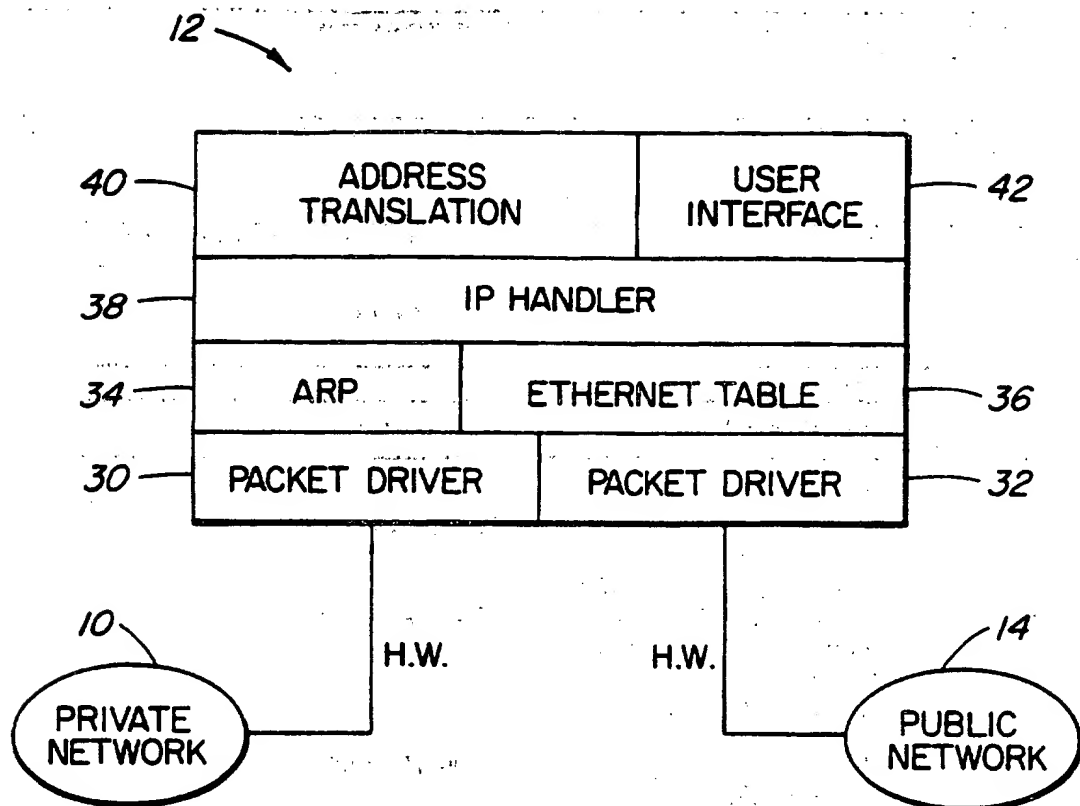 12
40
ADDRESS
TRANSLATION
USER
INTERFACE
42
38
IP HANDLER
34
ARP
ETHERNET TABLE
36
30
PACKET DRIVER
PACKET DRIVER
32
10
H.W.
H.W.
14
PRIVATE
NETWORK
PUBLIC
NETWORK